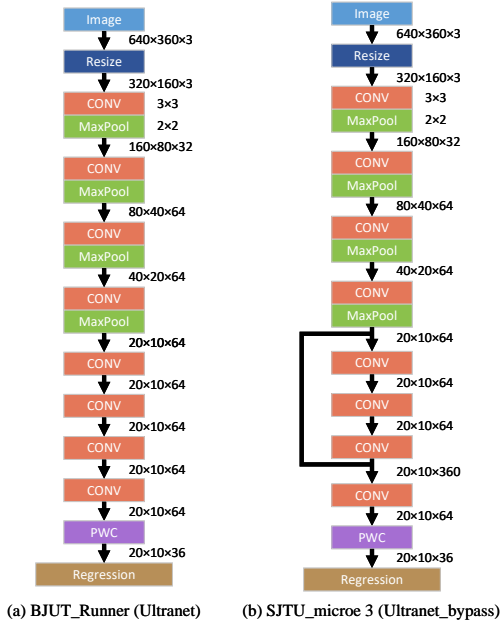 Image
640×360×3
Resize
320×160×3
CONV 3×3
MaxPool 2×2
160×80×32
CONV
MaxPool
80×40×64
CONV
MaxPool
40×20×64
CONV
MaxPool
20×10×64
CONV
20×10×64
CONV
20×10×64
CONV
20×10×64
CONV
20×10×64
PWC
20×10×36
Regression
(a) BJUT_Runner (Ultranet)
Image
640×360×3
Resize
320×160×3
CONV 3×3
MaxPool 2×2
160×80×32
CONV
MaxPool
80×40×64
CONV
MaxPool
40×20×64
CONV
MaxPool
20×10×64
CONV
20×10×64
CONV
20×10×64
CONV
20×10×360
CONV
20×10×64
PWC
20×10×36
Regression
(b) SJTU_microe 3 (Ultranet_bypass)